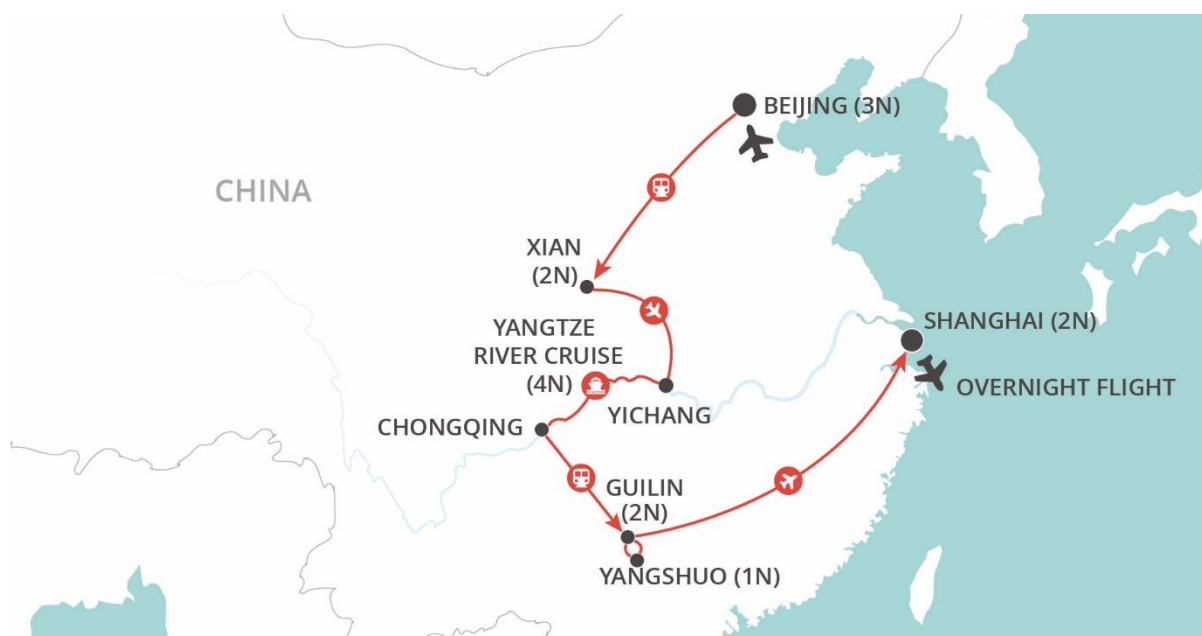 BEIJING (3N)
CHINA
XIAN
(2N)
YANGTZE
RIVER CRUISE
(4N)
SHANGHAI (2N)
OVERNIGHT FLIGHT
YICHANG
CHONGQING
GUILIN
(2N)
YANGSHUO (1N)